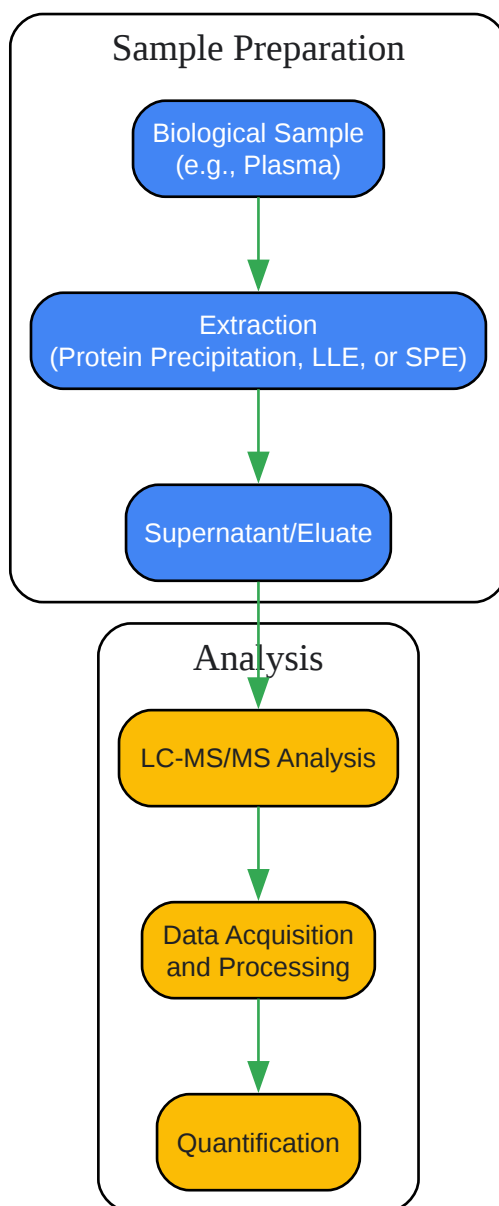 Sample Preparation
Biological Sample
(e.g., Plasma)
Extraction
(Protein Precipitation, LLE, or SPE)
Supernatant/Eluate
Analysis
LC-MS/MS Analysis
Data Acquisition
and Processing
Quantification